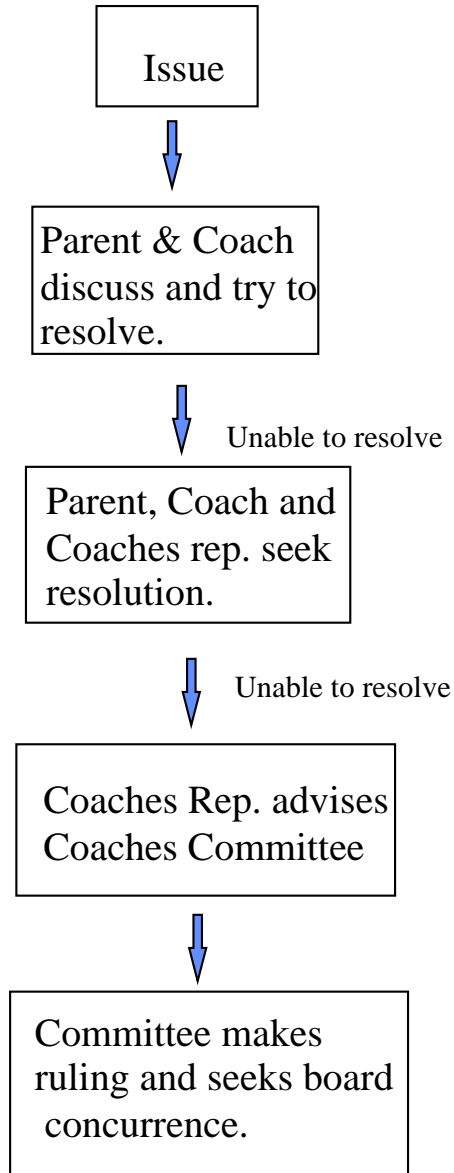 Issue
Parent & Coach
discuss and try to
resolve.
Unable to resolve
Parent, Coach and
Coaches rep. seek
resolution.
Unable to resolve
Coaches Rep. advises
Coaches Committee
Committee makes
ruling and seeks board
concurrence.